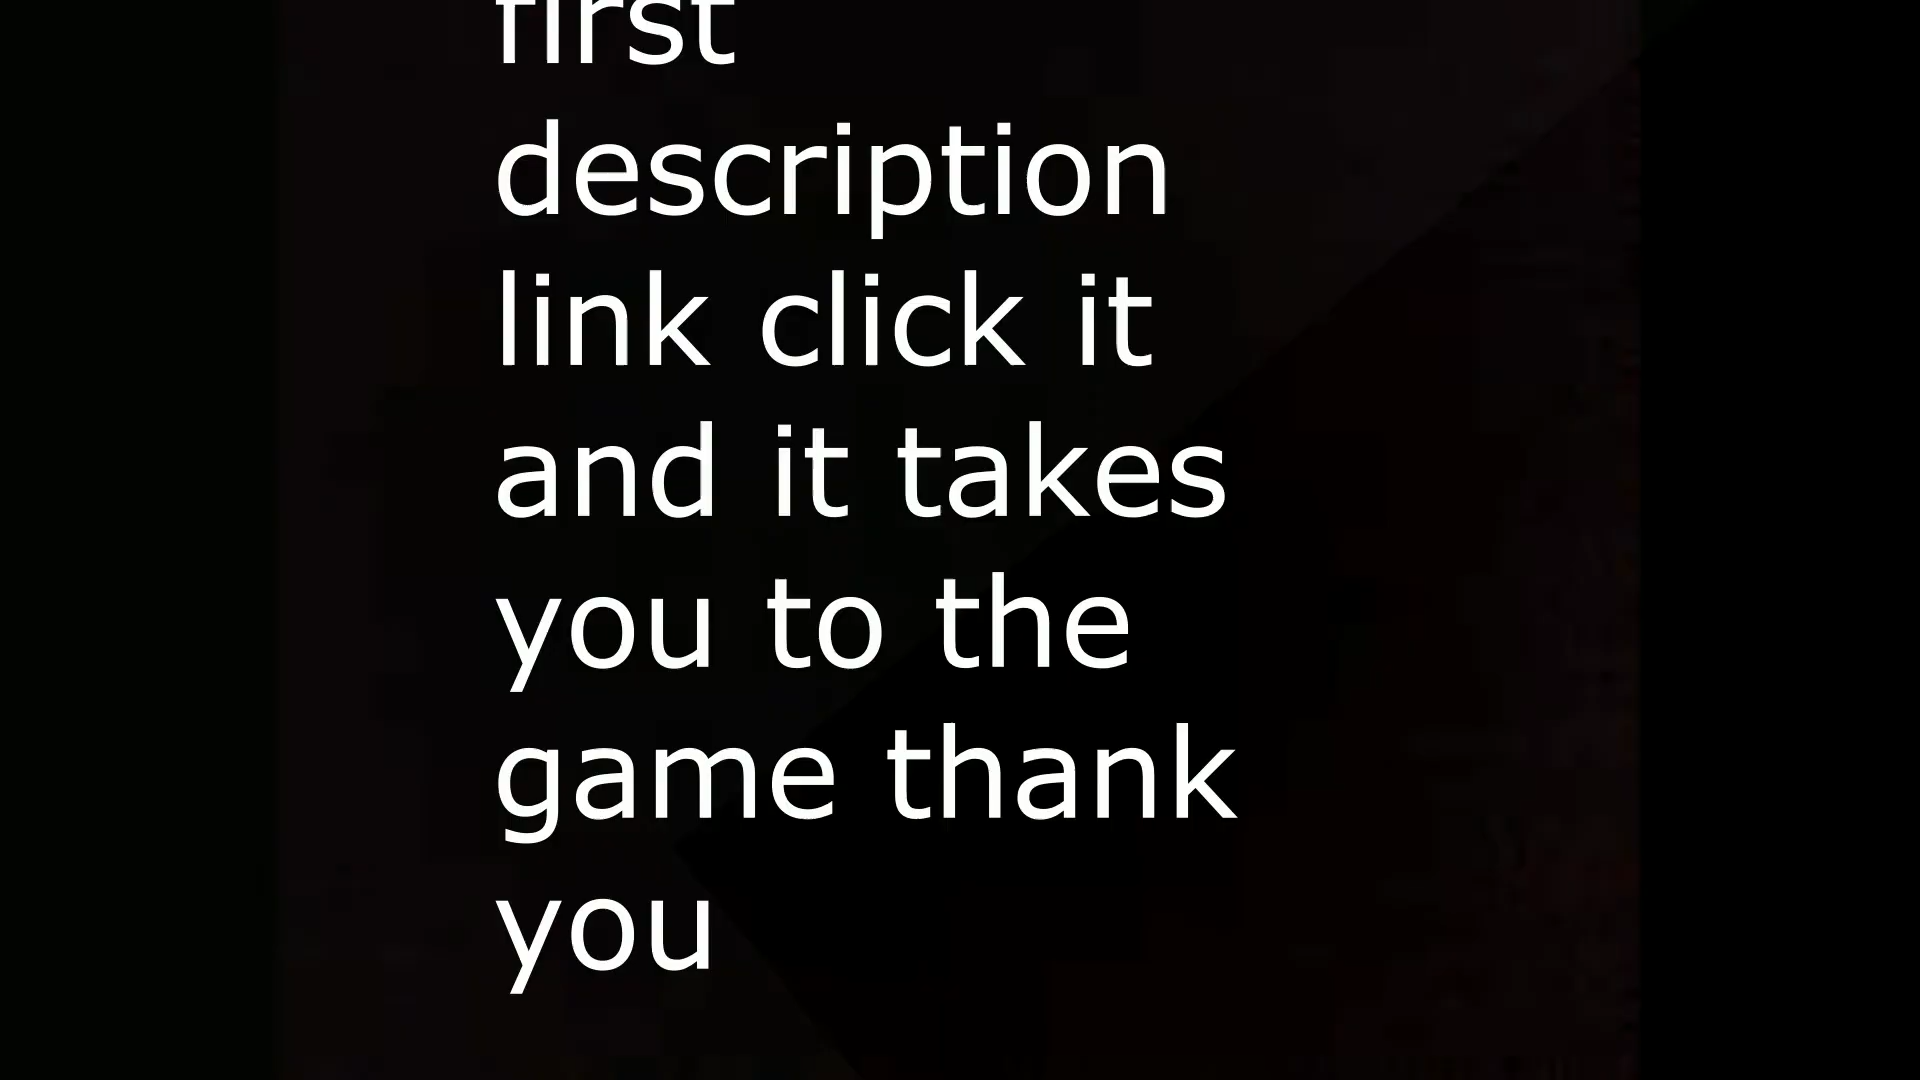 first
description
link click it
and it takes
you to the
game thank
you